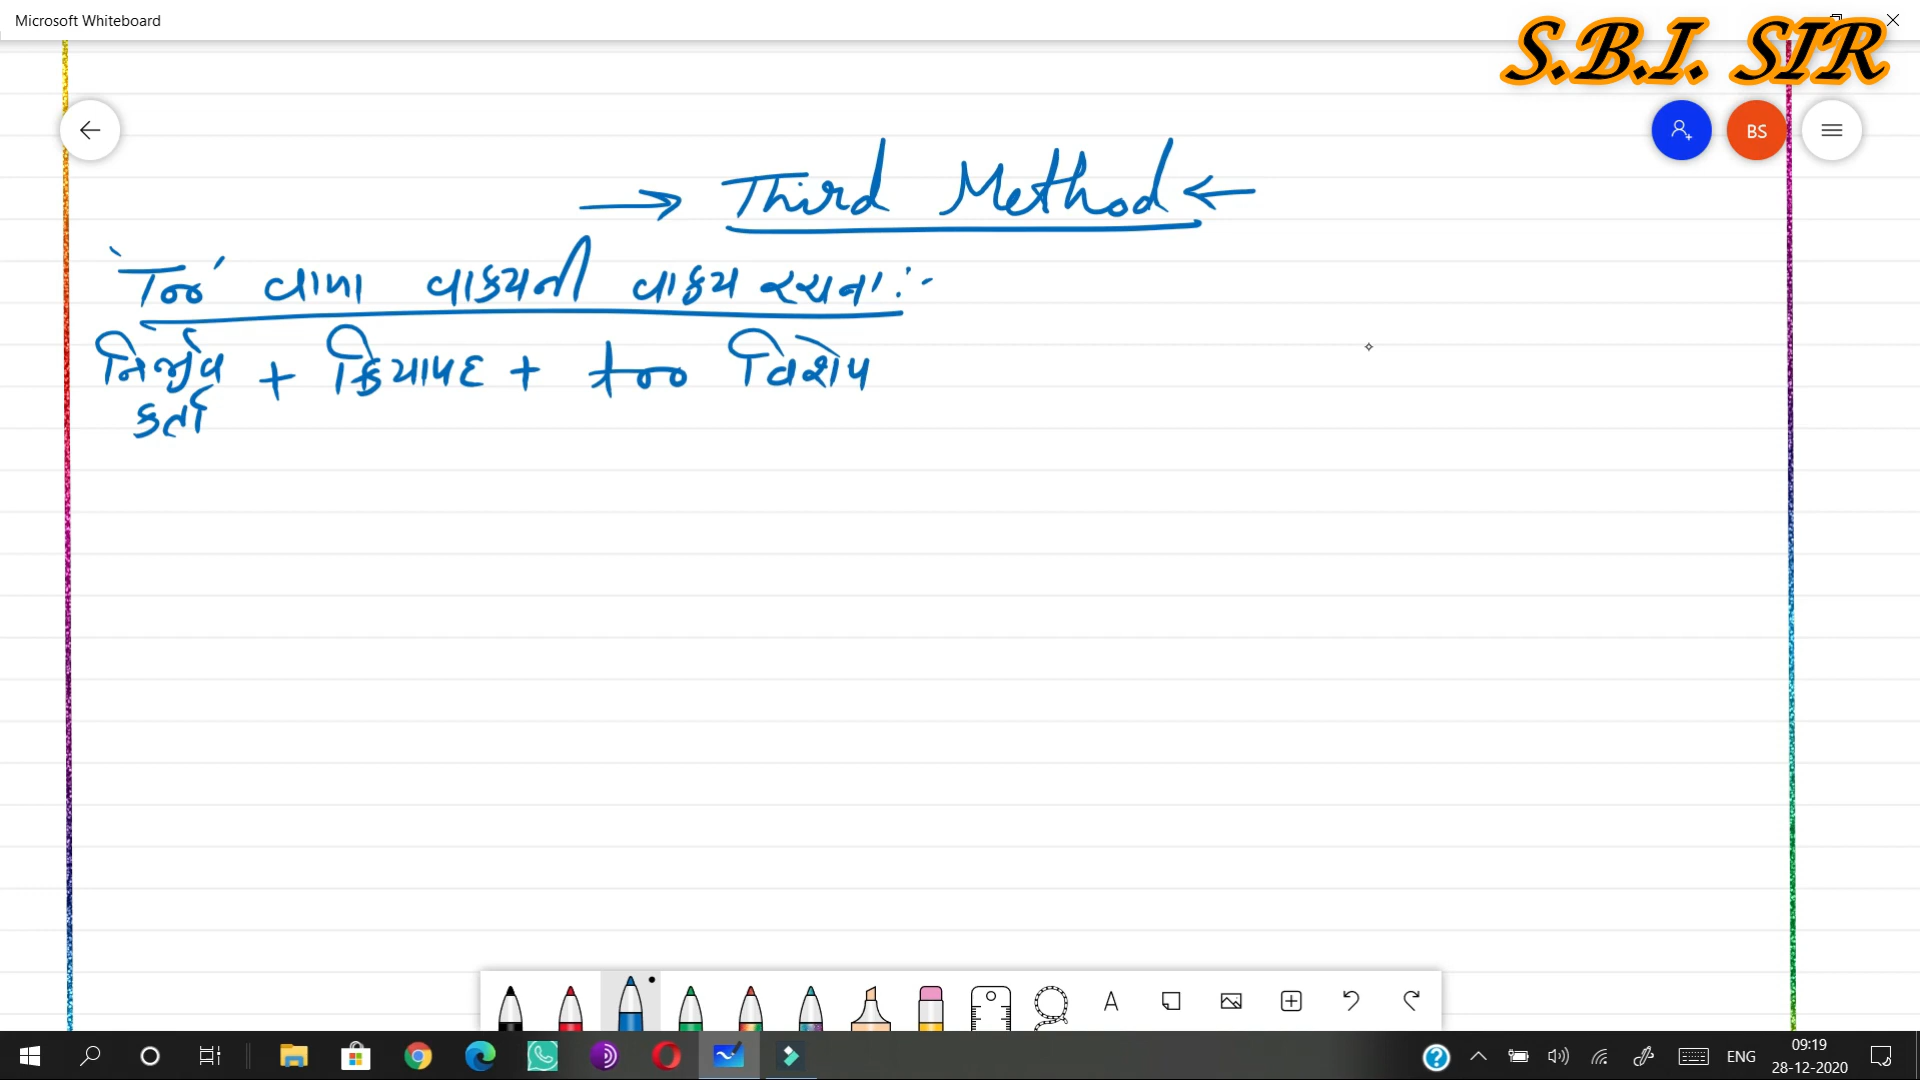 Microsoft Whiteboard
S.B.I. SIR
BS
→ Third Method ←
'Too' વાળા વાક્યની વાક્ય રચના :-
નિર્જીવ + ક્રિયાપદ + too વિશેષ
કર્તા
ENG
09:19
28-12-2020